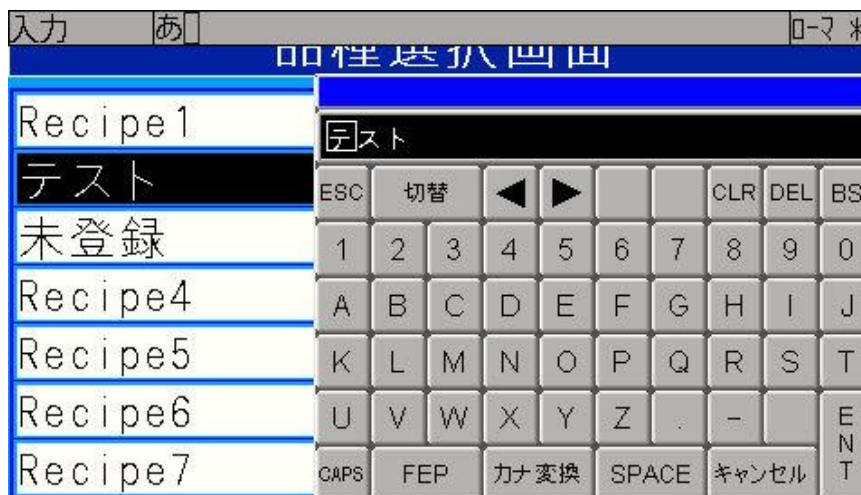 入力 あ ローマ
品種選択画面
Recipe1
テスト
未登録
Recipe4
Recipe5
Recipe6
Recipe7
テスト
ESC 切替 ◀ ▶ CLR DEL BS
1 2 3 4 5 6 7 8 9 0
A B C D E F G H I J
K L M N O P Q R S T
U V W X Y Z . - ENT
CAPS FEP カナ変換 SPACE キャンセル